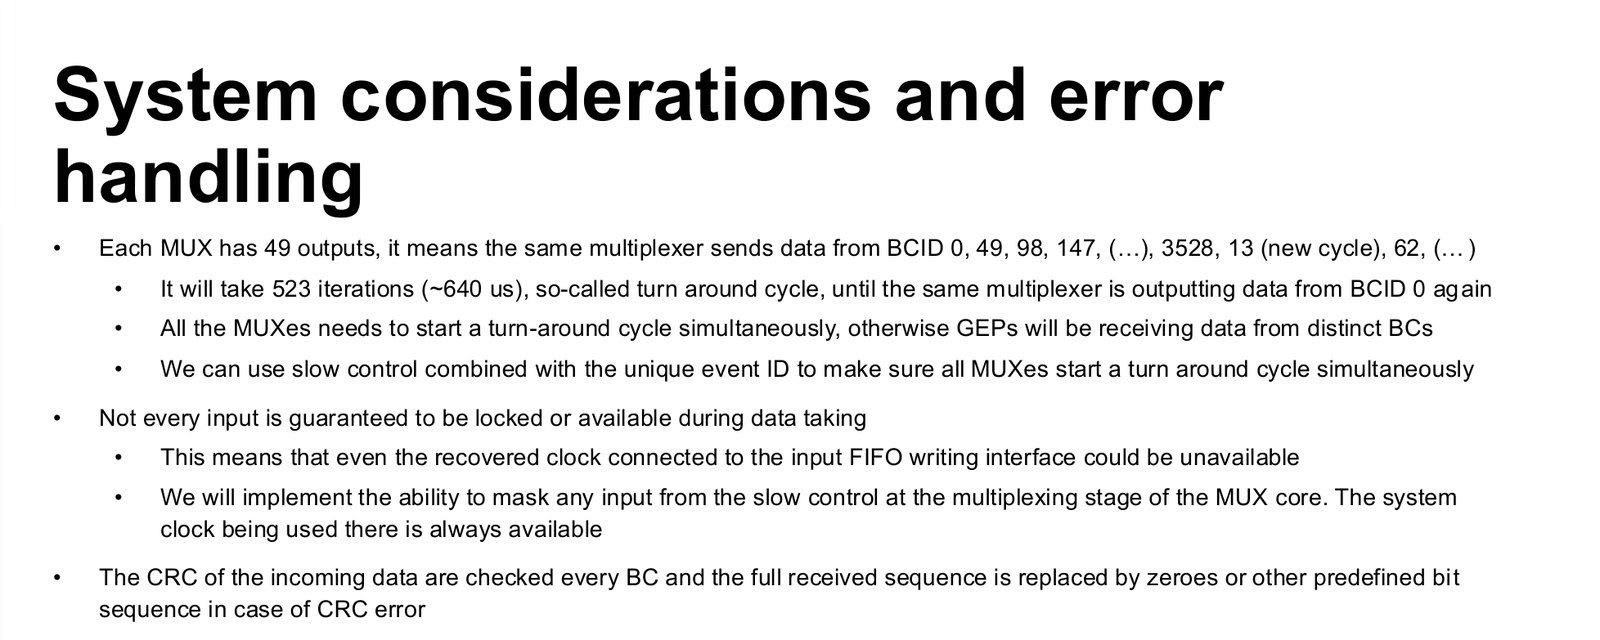 System considerations and error
handling
• Each MUX has 49 outputs, it means the same multiplexer sends data from BCID 0, 49, 98, 147, (…), 3528, 13 (new cycle), 62, (… )
• It will take 523 iterations (~640 us), so-called turn around cycle, until the same multiplexer is outputting data from BCID 0 again
• All the MUXes needs to start a turn-around cycle simultaneously, otherwise GEPs will be receiving data from distinct BCs
• We can use slow control combined with the unique event ID to make sure all MUXes start a turn around cycle simultaneously
• Not every input is guaranteed to be locked or available during data taking
• This means that even the recovered clock connected to the input FIFO writing interface could be unavailable
• We will implement the ability to mask any input from the slow control at the multiplexing stage of the MUX core. The system
clock being used there is always available
• The CRC of the incoming data are checked every BC and the full received sequence is replaced by zeroes or other predefined bit
sequence in case of CRC error